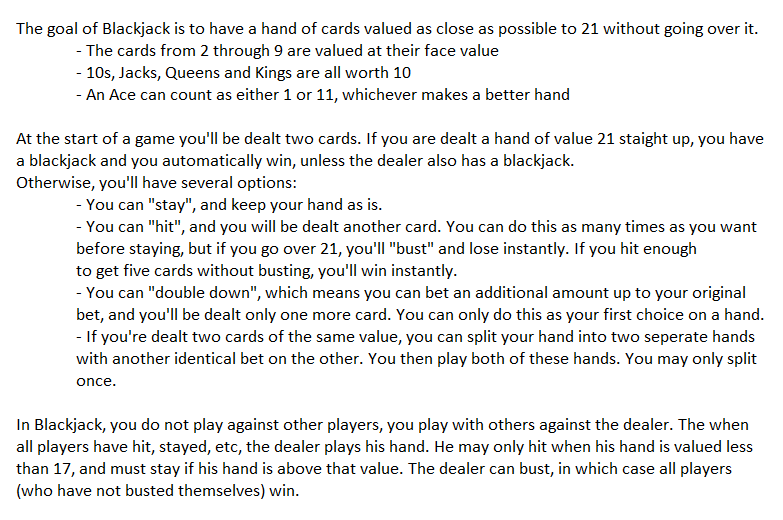 The goal of Blackjack is to have a hand of cards valued as close as possible to 21 without going over it.
- The cards from 2 through 9 are valued at their face value
- 10s, Jacks, Queens and Kings are all worth 10
- An Ace can count as either 1 or 11, whichever makes a better hand
At the start of a game you'll be dealt two cards. If you are dealt a hand of value 21 staight up, you have
a blackjack and you automatically win, unless the dealer also has a blackjack.
Otherwise, you'll have several options:
- You can "stay", and keep your hand as is.
- You can "hit", and you will be dealt another card. You can do this as many times as you want
before staying, but if you go over 21, you'll "bust" and lose instantly. If you hit enough
to get five cards without busting, you'll win instantly.
- You can "double down", which means you can bet an additional amount up to your original
bet, and you'll be dealt only one more card. You can only do this as your first choice on a hand.
- If you're dealt two cards of the same value, you can split your hand into two seperate hands
with another identical bet on the other. You then play both of these hands. You may only split
once.
In Blackjack, you do not play against other players, you play with others against the dealer. The when
all players have hit, stayed, etc, the dealer plays his hand. He may only hit when his hand is valued less
than 17, and must stay if his hand is above that value. The dealer can bust, in which case all players
(who have not busted themselves) win.